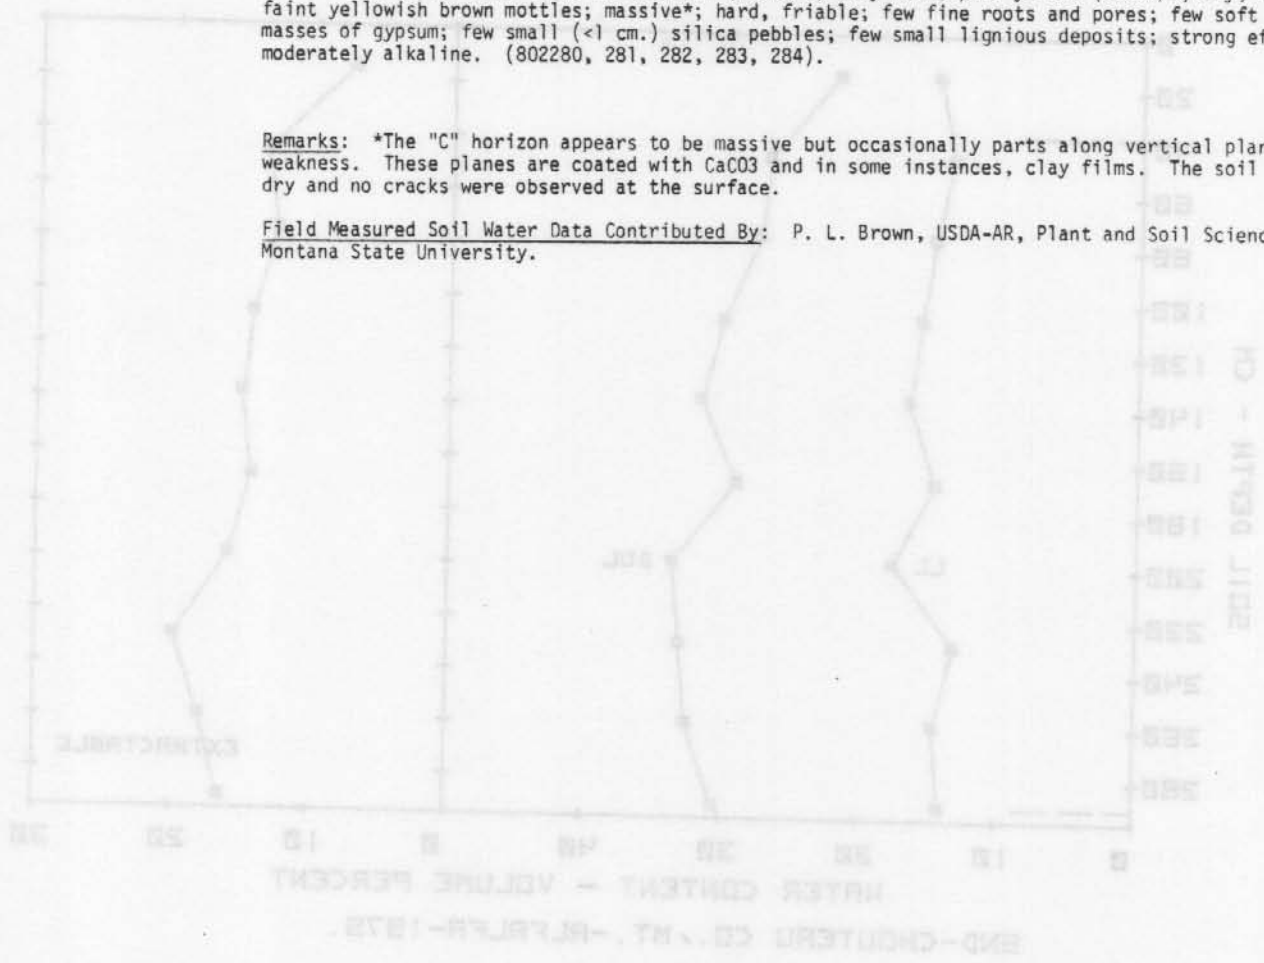 faint yellowish brown mottles; massive*; hard, friable; few fine roots and pores; few soft
masses of gypsum; few small (<1 cm.) silica pebbles; few small lignious deposits; strong
moderately alkaline. (802280, 281, 282, 283, 284).
Remarks: *The "C" horizon appears to be massive but occasionally parts along vertical
weakness. These planes are coated with CaCO3 and in some instances, clay films. The soil
dry and no cracks were observed at the surface.
Field Measured Soil Water Data Contributed By: P. L. Brown, USDA-AR, Plant and Soil
Montana State University.
20
60
80
100
120
140
160
180
200
220
240
260
280
SOIL DEPTH - CM
LL
EXTRACTABLE
30 20 10 0 40 30 20 10 0
WATER CONTENT - VOLUME PERCENT
END-CHOUTEAU CO., MT.-ALFALFA-1979.